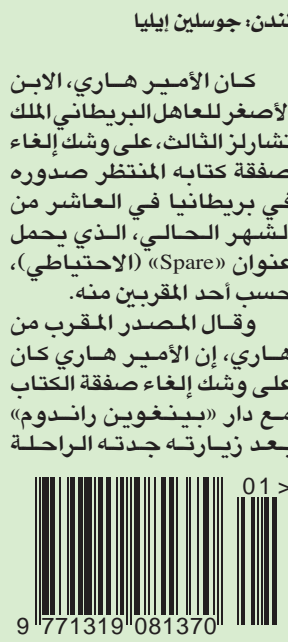 لندن: جوسلين إيليا
كان الأمير هاري، الابن
الأصغر للعاهل البريطاني الملك
تشارلز الثالث، على وشك إلغاء
صفقة كتابه المنتظر صدوره
في بريطانيا في العاشر من
الشهر الحالي، الذي يحمل
عنوان «Spare» (الاحتياطي)،
حسب أحد المقربين منه.
وقال المصدر المقرب من
هاري، إن الأمير هاري كان
على وشك إلغاء صفقة الكتاب
مع دار «بينغوين راندوم»
بعد زيارته جدته الراحلة
01 >
9 771319 081370